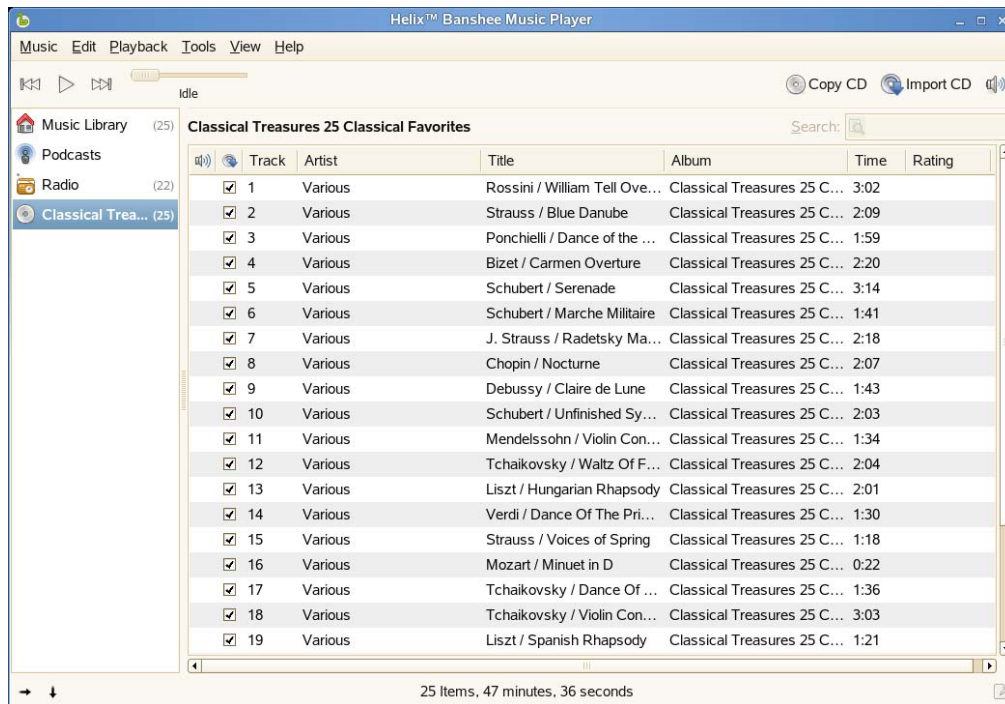 Helix™ Banshee Music Player
Music Edit Playback Tools View Help
Idle
Copy CD Import CD
Music Library (25)
Podcasts
Radio (22)
Classical Trea... (25)
Classical Treasures 25 Classical Favorites
Search:
Track Artist Title Album Time Rating
1 Various Rossini / William Tell Ove... Classical Treasures 25 C... 3:02
2 Various Strauss / Blue Danube Classical Treasures 25 C... 2:09
3 Various Ponchielli / Dance of the ... Classical Treasures 25 C... 1:59
4 Various Bizet / Carmen Overture Classical Treasures 25 C... 2:20
5 Various Schubert / Serenade Classical Treasures 25 C... 3:14
6 Various Schubert / Marche Militaire Classical Treasures 25 C... 1:41
7 Various J. Strauss / Radetsky Ma... Classical Treasures 25 C... 2:18
8 Various Chopin / Nocturne Classical Treasures 25 C... 2:07
9 Various Debussy / Claire de Lune Classical Treasures 25 C... 1:43
10 Various Schubert / Unfinished Sy... Classical Treasures 25 C... 2:03
11 Various Mendelssohn / Violin Con... Classical Treasures 25 C... 1:34
12 Various Tchaikovsky / Waltz Of F... Classical Treasures 25 C... 2:04
13 Various Liszt / Hungarian Rhapsody Classical Treasures 25 C... 2:01
14 Various Verdi / Dance Of The Pri... Classical Treasures 25 C... 1:30
15 Various Strauss / Voices of Spring Classical Treasures 25 C... 1:18
16 Various Mozart / Minuet in D Classical Treasures 25 C... 0:22
17 Various Tchaikovsky / Dance Of ... Classical Treasures 25 C... 1:36
18 Various Tchaikovsky / Violin Con... Classical Treasures 25 C... 3:03
19 Various Liszt / Spanish Rhapsody Classical Treasures 25 C... 1:21
25 Items, 47 minutes, 36 seconds